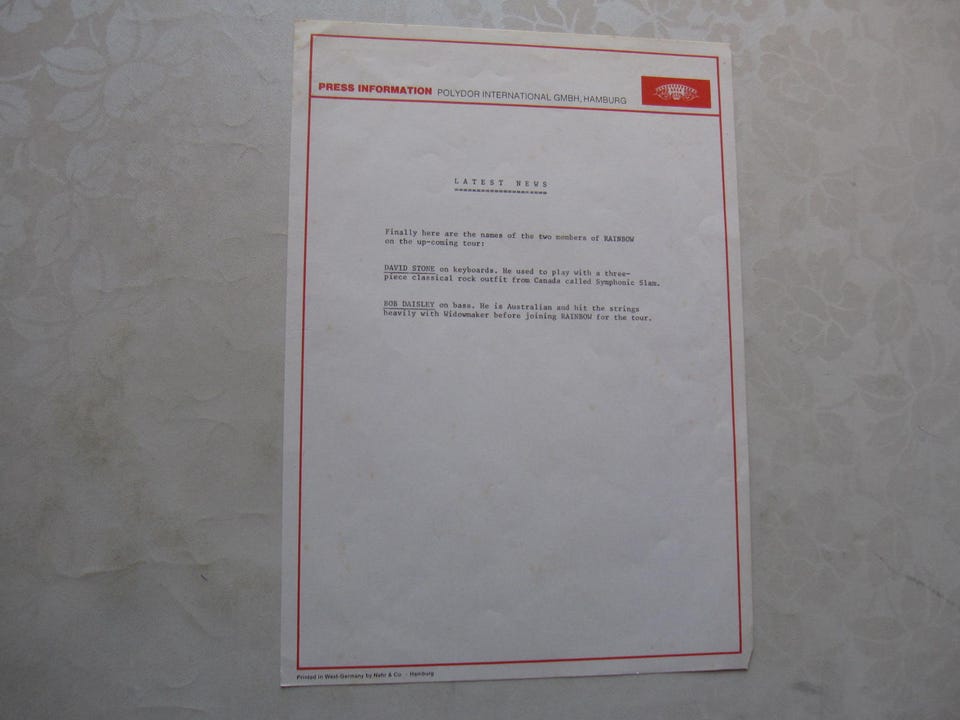 PRESS INFORMATION POLYDOR INTERNATIONAL GMBH, HAMBURG
LATEST NEWS
Finally here are the names of the two members of RAINBOW
on the up-coming tour:
DAVID STONE on keyboards. He used to play with a three-
piece classical rock outfit from Canada called Symphonic Slam.
BOB DAISLEY on bass. He is Australian and hit the strings
heavily with Widowmaker before joining RAINBOW for the tour.
Printed in West-Germany by Nehr & Co. - Hamburg